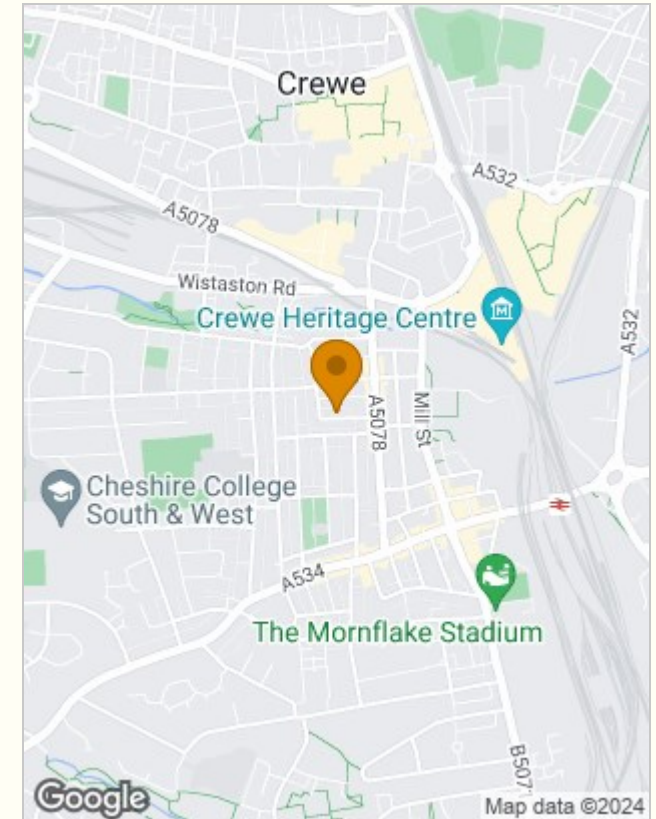 Crewe
A532
A5078
Wistaston Rd
Crewe Heritage Centre
M
A532
A5078
Mill St
Cheshire College
South & West
A534
The Mornflake Stadium
Google
Map data ©2024